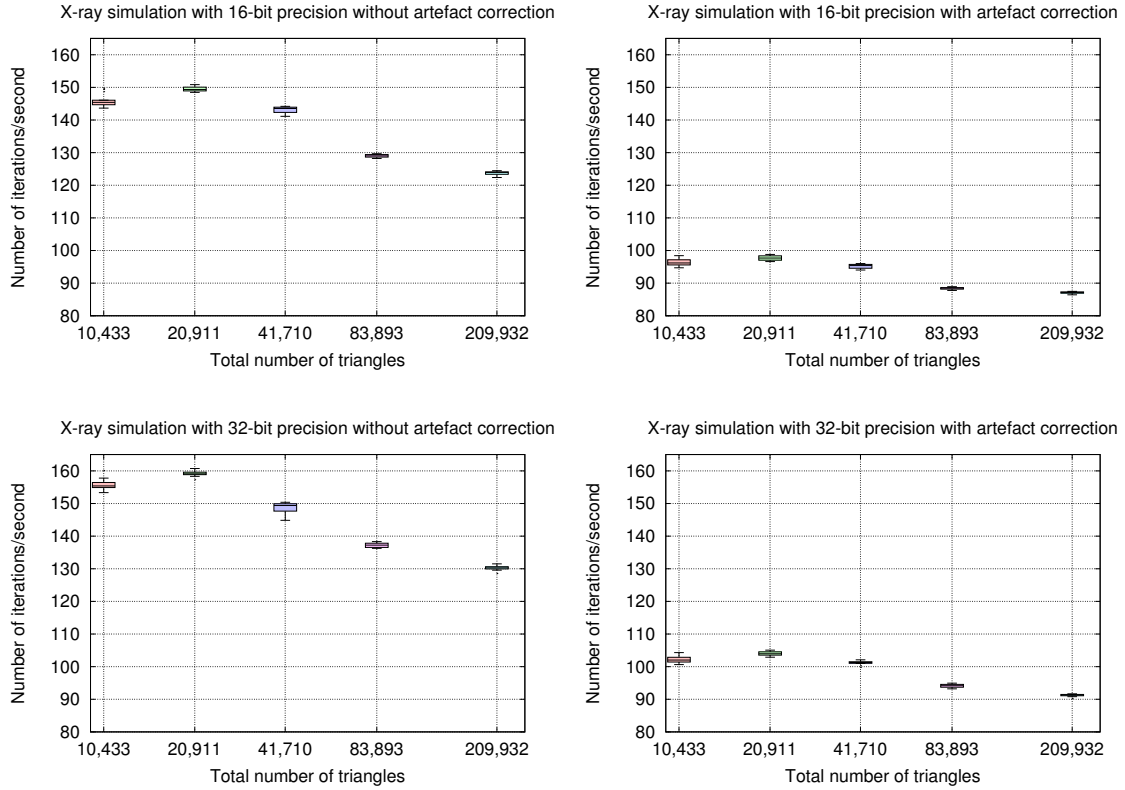 X-ray simulation with 16-bit precision without artefact correction
Number of iterations/second
160
150
140
130
120
110
100
90
80
10,433 20,911 41,710 83,893 209,932
Total number of triangles
X-ray simulation with 16-bit precision with artefact correction
Number of iterations/second
160
150
140
130
120
110
100
90
80
10,433 20,911 41,710 83,893 209,932
Total number of triangles
X-ray simulation with 32-bit precision without artefact correction
Number of iterations/second
160
150
140
130
120
110
100
90
80
10,433 20,911 41,710 83,893 209,932
Total number of triangles
X-ray simulation with 32-bit precision with artefact correction
Number of iterations/second
160
150
140
130
120
110
100
90
80
10,433 20,911 41,710 83,893 209,932
Total number of triangles